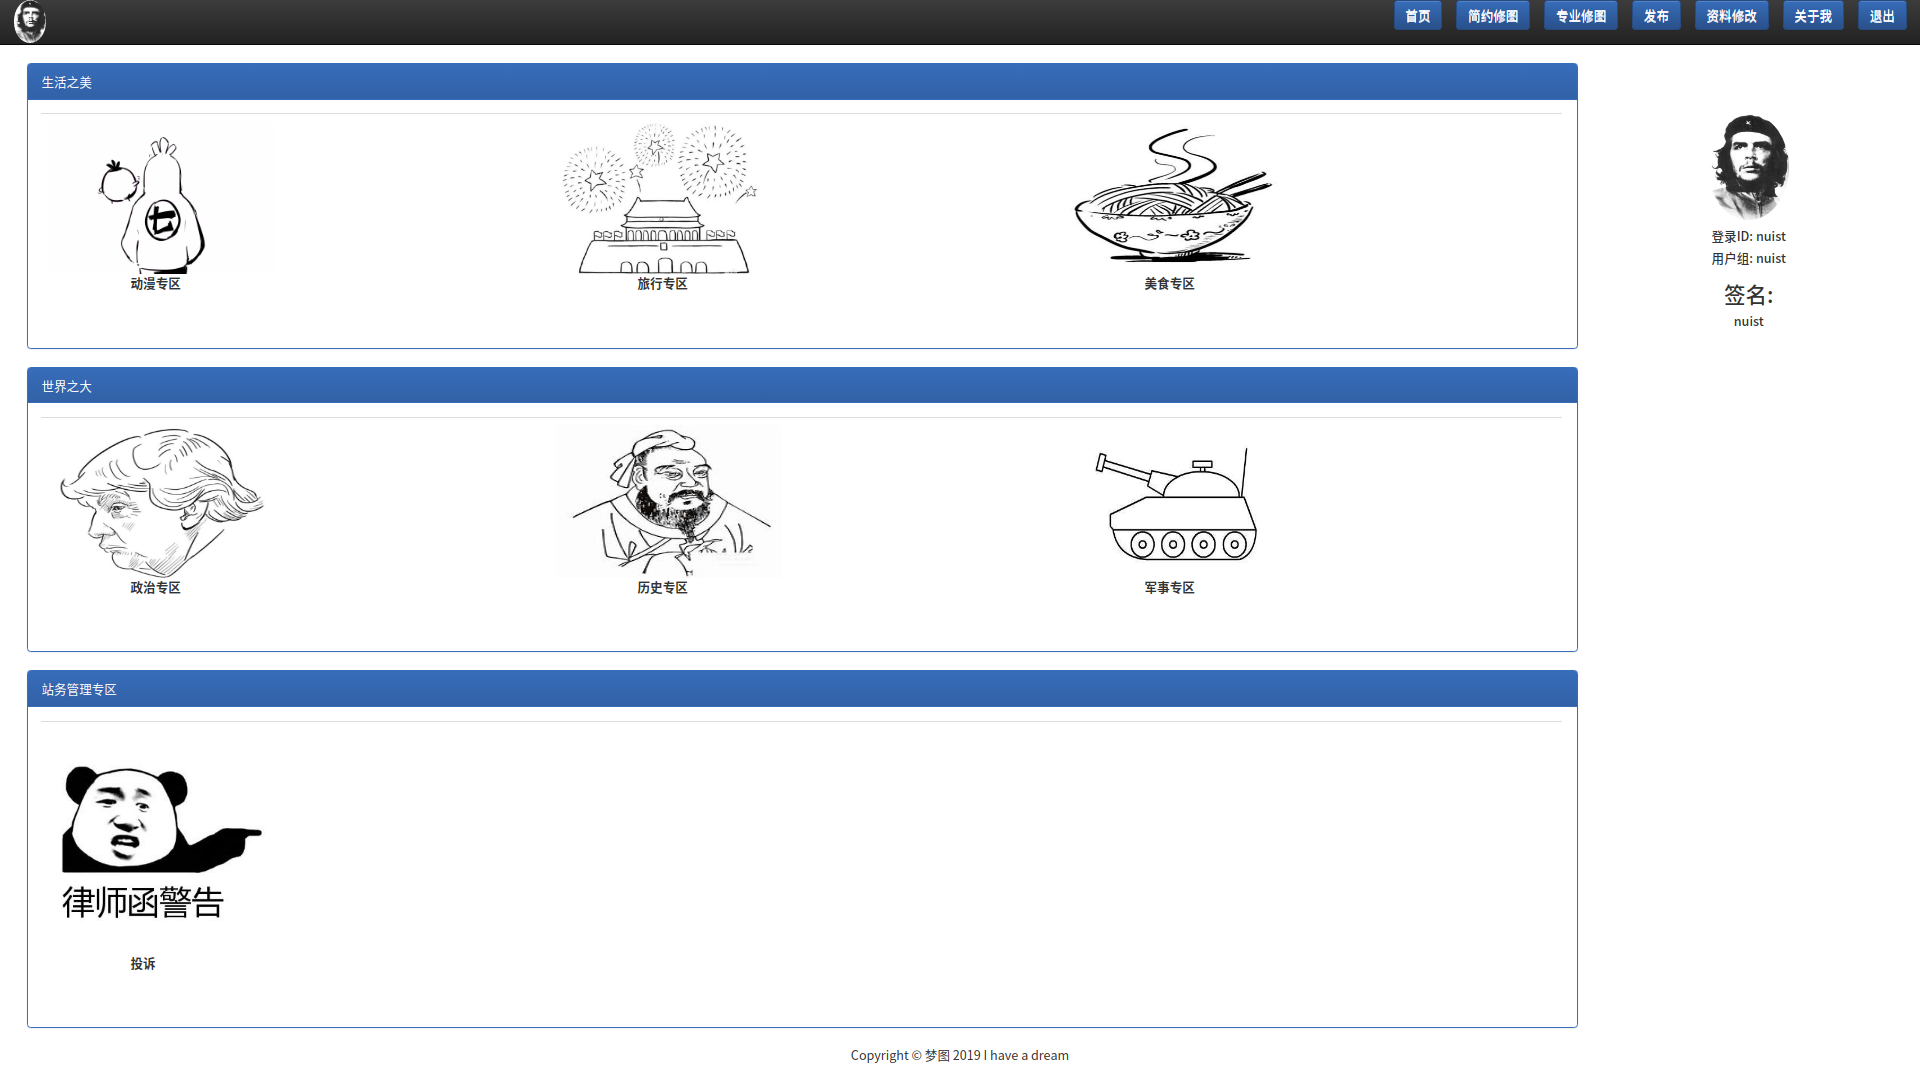 首页 简约修图 专业修图 发布 资料修改 关于我 退出
生活之美
七
动漫专区 旅行专区 美食专区
登录ID: nuist
用户组: nuist
签名:
nuist
世界之大
政治专区 历史专区 军事专区
站务管理专区
律师函警告
投诉
Copyright © 梦图 2019 I have a dream